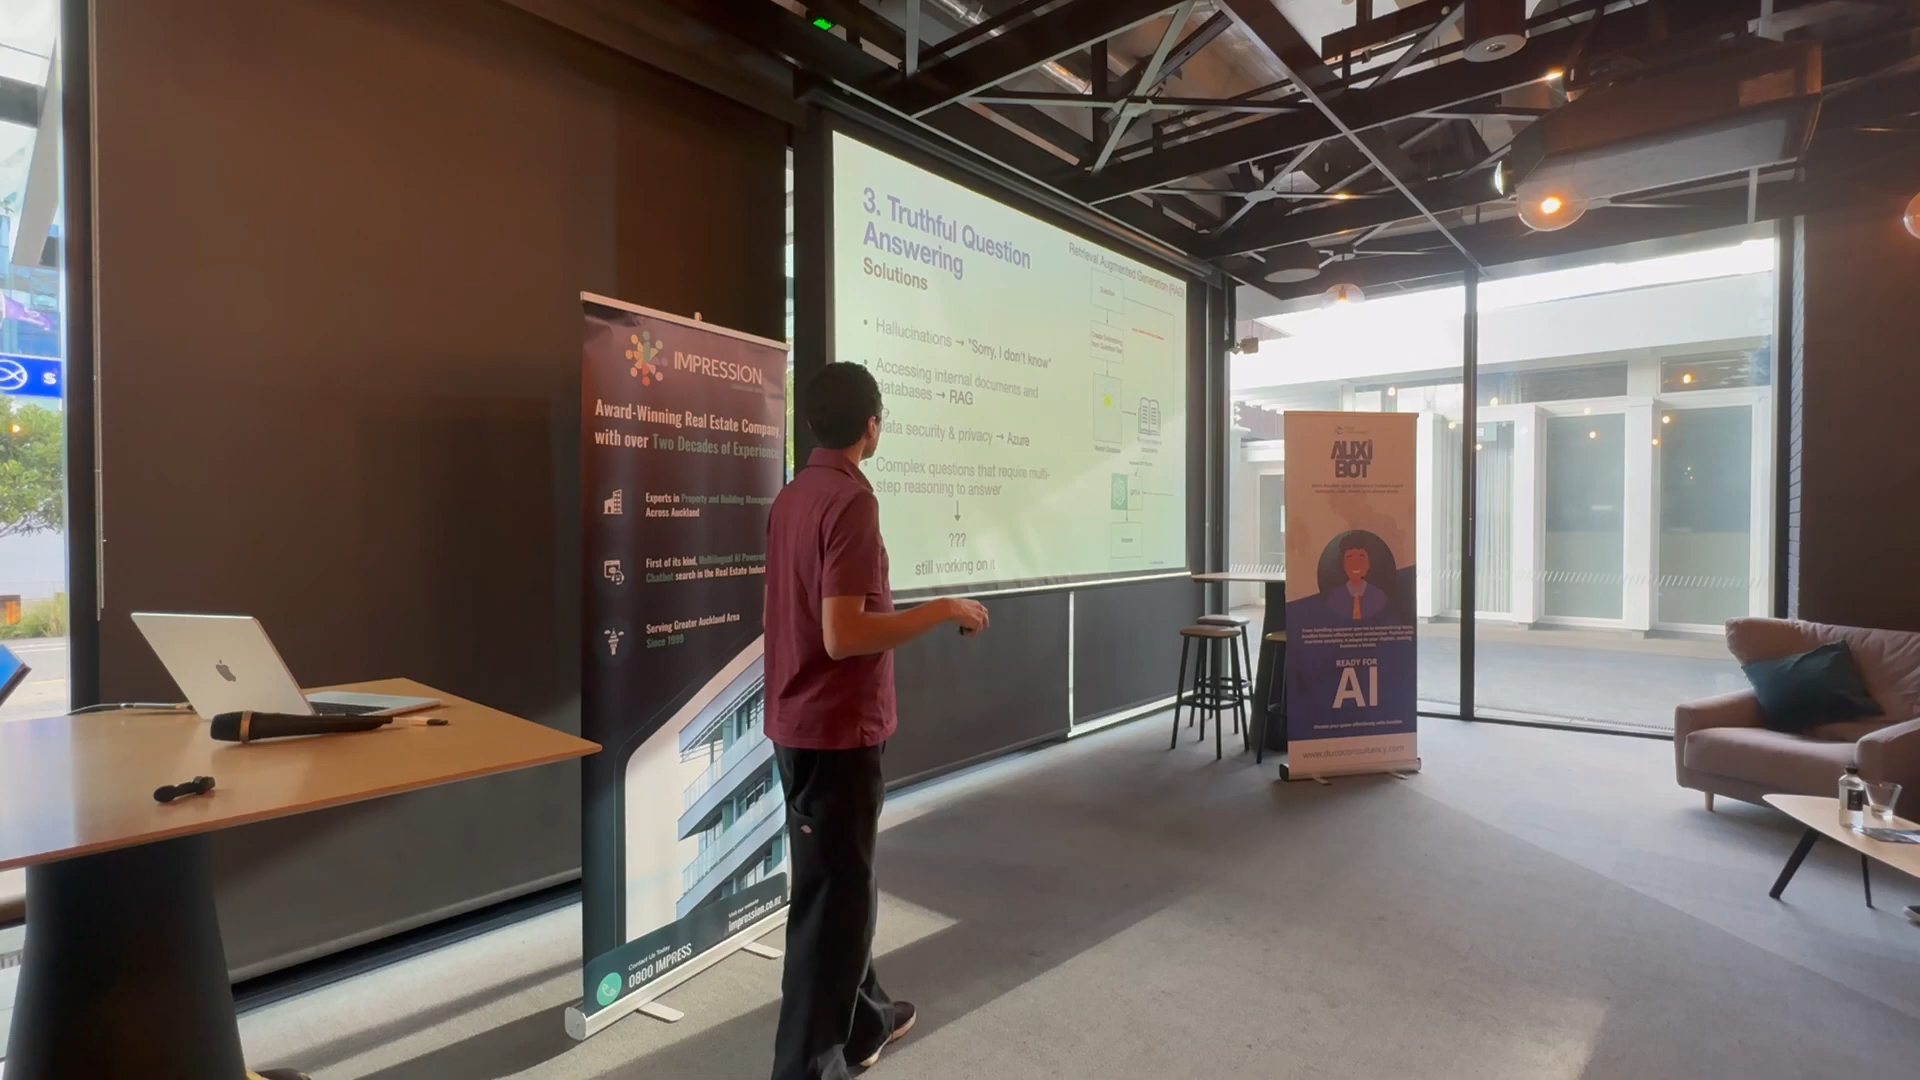 3. Truthful Question
Answering
Solutions
• Hallucinations → "Sorry, I don't know"
• Accessing internal documents and
databases → RAG
Data security & privacy → Azure
• Complex questions that require multi-
step reasoning to answer
↓
???
still working on it
Retrieval Augmented Generation (RAG)
IMPRESSION
Award-Winning Real Estate Company
with over Two Decades of Experience
Experts in Property and Building
Across Auckland
First of its kind, Multilingual AI Powered
Chatbot search in the Real Estate
Serving Greater Auckland Area
Since 1999
Visit our website
impression.co.nz
Contact Us Today
0800 IMPRESS
AUXI
BOT
READY FOR
AI
www.ducoconsultancy.com
S